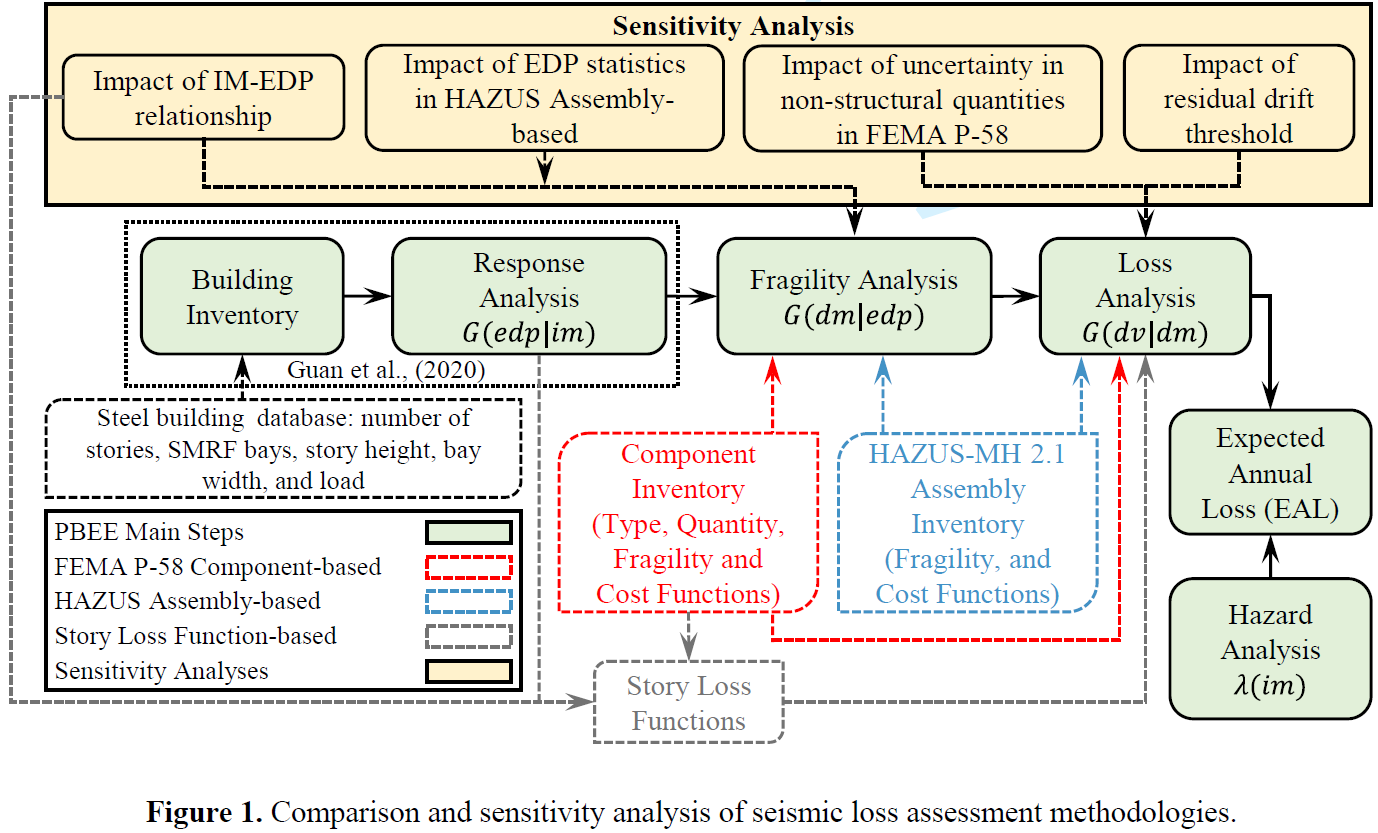 Sensitivity Analysis
Impact of IM-EDP
relationship
Impact of EDP statistics
in HAZUS Assembly-
based
Impact of uncertainty in
non-structural quantities
in FEMA P-58
Impact of
residual drift
threshold
Building
Inventory
Response
Analysis
G(edp|im)
Fragility Analysis
G(dm|edp)
Loss
Analysis
G(dv|dm)
Guan et al., (2020)
Steel building database: number of
stories, SMRF bays, story height, bay
width, and load
Component
Inventory
(Type, Quantity,
Fragility and
Cost Functions)
HAZUS-MH 2.1
Assembly
Inventory
(Fragility, and
Cost Functions)
Expected
Annual
Loss (EAL)
PBEE Main Steps
FEMA P-58 Component-based
HAZUS Assembly-based
Story Loss Function-based
Sensitivity Analyses
Story Loss
Functions
Hazard
Analysis
λ(im)
Figure 1. Comparison and sensitivity analysis of seismic loss assessment methodologies.